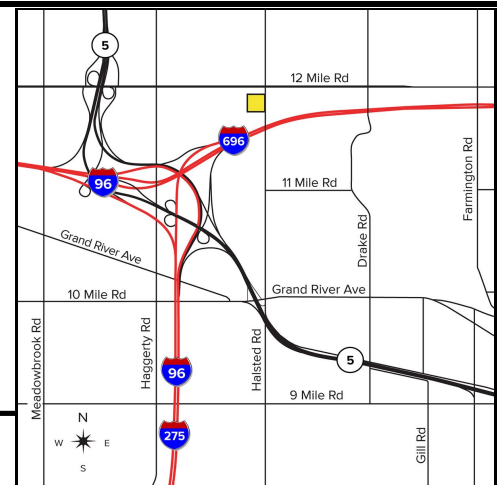 5
12 Mile Rd
696
96
11 Mile Rd
Farmington Rd
Drake Rd
Grand River Ave
10 Mile Rd
Grand River Ave
Meadowbrook Rd
Haggerty Rd
Halsted Rd
5
96
9 Mile Rd
Gill Rd
275
N
W E
S